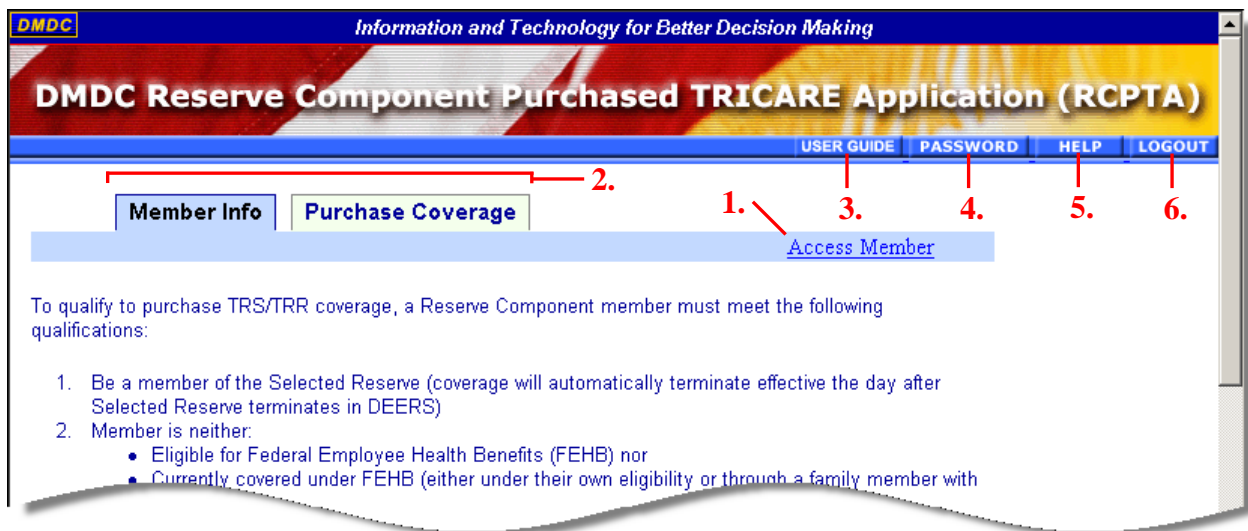 DMDC
Information and Technology for Better Decision Making
DMDC Reserve Component Purchased TRICARE Application (RCPTA)
USER GUIDE PASSWORD HELP LOGOUT
2.
Member Info Purchase Coverage
1. 3. 4. 5. 6.
Access Member
To qualify to purchase TRS/TRR coverage, a Reserve Component member must meet the following
qualifications:
1. Be a member of the Selected Reserve (coverage will automatically terminate effective the day after
Selected Reserve terminates in DEERS)
2. Member is neither:
• Eligible for Federal Employee Health Benefits (FEHB) nor
• Currently covered under FEHB (either under their own eligibility or through a family member with